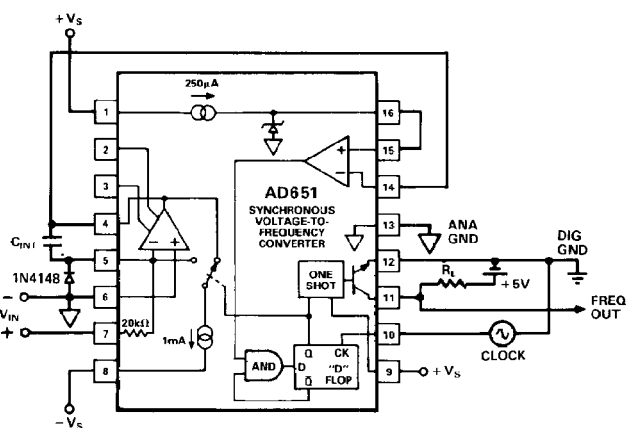 +VS
250µA
1
16
2
15
3
14
AD651
SYNCHRONOUS
VOLTAGE-TO-
FREQUENCY
CONVERTER
4
13
ANA
GND
CINT
5
12
DIG
GND
1N4148
ONE
SHOT
RL
+5V
6
11
FREQ
OUT
−
VIN
+
7
20kΩ
1mA
Q
CK
10
CLOCK
AND
D
"D"
FLOP
Q̅
8
9
+VS
−VS
−
+
+
−